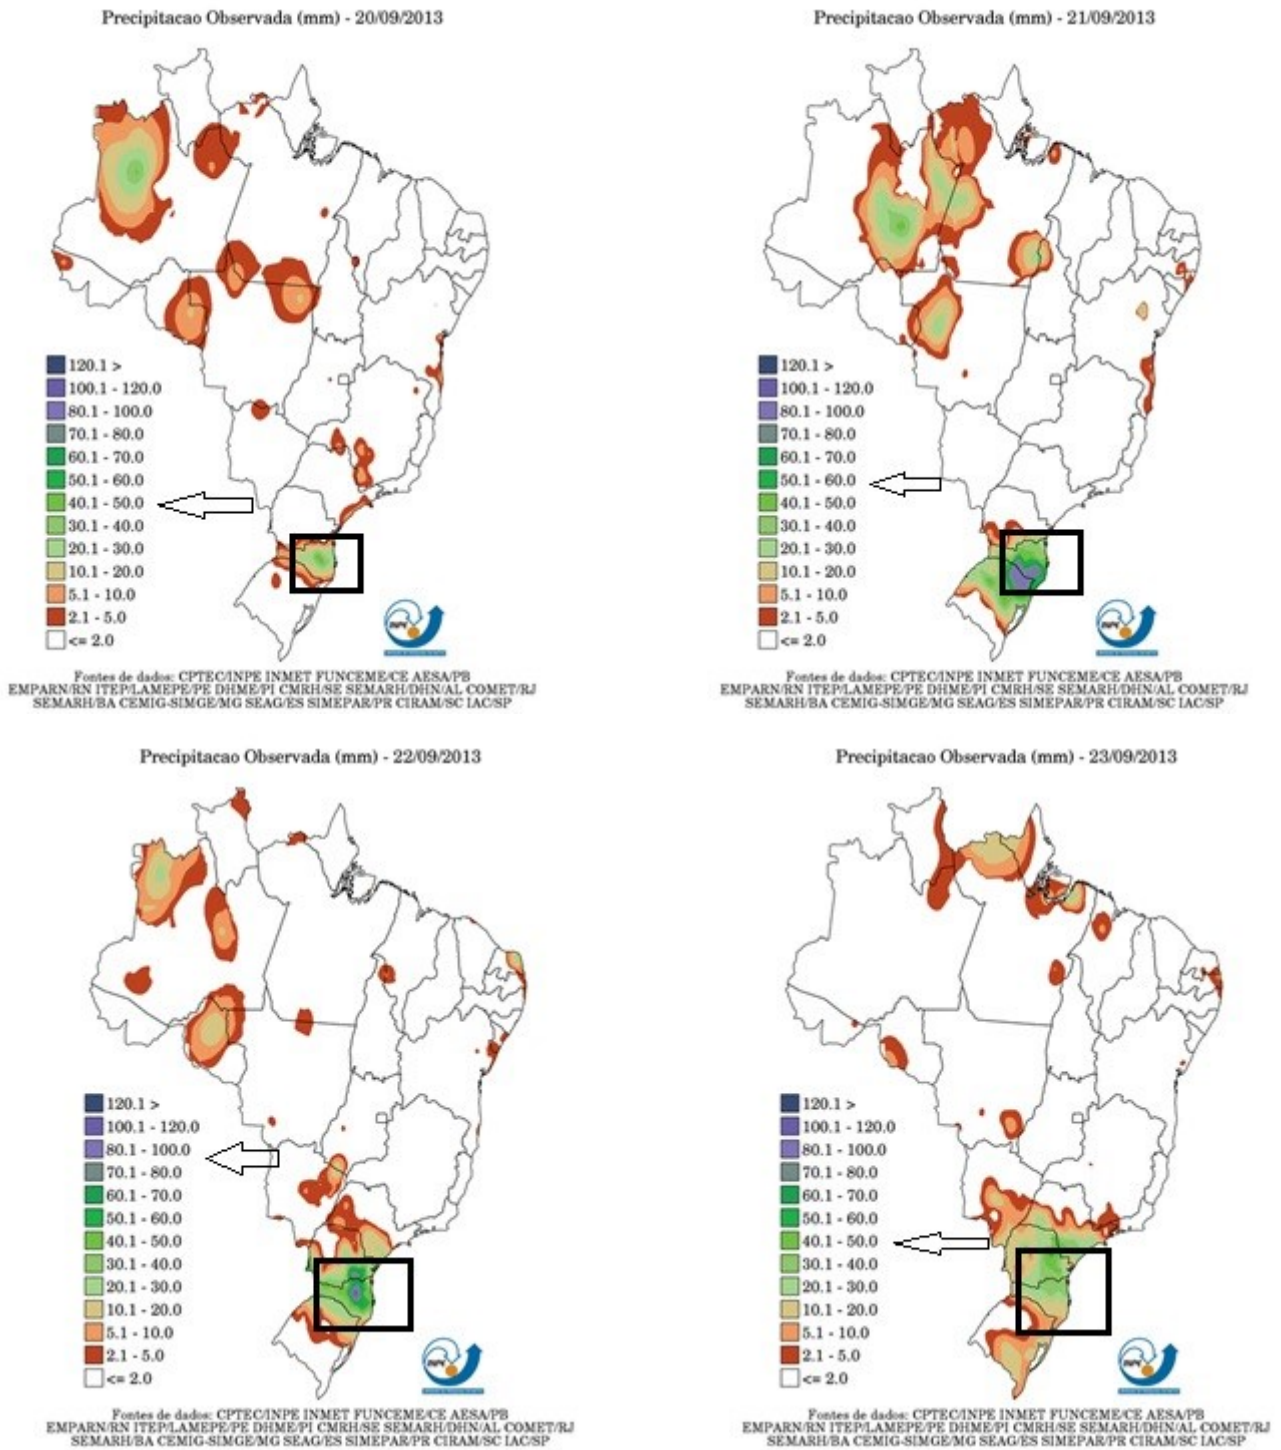 Precipitacao Observada (mm) - 20/09/2013
120.1 >
100.1 - 120.0
80.1 - 100.0
70.1 - 80.0
60.1 - 70.0
50.1 - 60.0
40.1 - 50.0
30.1 - 40.0
20.1 - 30.0
10.1 - 20.0
5.1 - 10.0
2.1 - 5.0
<= 2.0
INPE
Fontes de dados: CPTEC/INPE INMET FUNCEME/CE AESA/PB
EMPARN/RN ITEP/LAMEPE/PE DHME/PI CMRH/SE SEMARH/DHN/AL COMET/RJ
SEMARH/BA CEMIG-SIMGE/MG SEAG/ES SIMEPAR/PR CIRAM/SC IAC/SP
Precipitacao Observada (mm) - 21/09/2013
120.1 >
100.1 - 120.0
80.1 - 100.0
70.1 - 80.0
60.1 - 70.0
50.1 - 60.0
40.1 - 50.0
30.1 - 40.0
20.1 - 30.0
10.1 - 20.0
5.1 - 10.0
2.1 - 5.0
<= 2.0
INPE
Fontes de dados: CPTEC/INPE INMET FUNCEME/CE AESA/PB
EMPARN/RN ITEP/LAMEPE/PE DHME/PI CMRH/SE SEMARH/DHN/AL COMET/RJ
SEMARH/BA CEMIG-SIMGE/MG SEAG/ES SIMEPAR/PR CIRAM/SC IAC/SP
Precipitacao Observada (mm) - 22/09/2013
120.1 >
100.1 - 120.0
80.1 - 100.0
70.1 - 80.0
60.1 - 70.0
50.1 - 60.0
40.1 - 50.0
30.1 - 40.0
20.1 - 30.0
10.1 - 20.0
5.1 - 10.0
2.1 - 5.0
<= 2.0
INPE
Fontes de dados: CPTEC/INPE INMET FUNCEME/CE AESA/PB
EMPARN/RN ITEP/LAMEPE/PE DHME/PI CMRH/SE SEMARH/DHN/AL COMET/RJ
SEMARH/BA CEMIG-SIMGE/MG SEAG/ES SIMEPAR/PR CIRAM/SC IAC/SP
Precipitacao Observada (mm) - 23/09/2013
120.1 >
100.1 - 120.0
80.1 - 100.0
70.1 - 80.0
60.1 - 70.0
50.1 - 60.0
40.1 - 50.0
30.1 - 40.0
20.1 - 30.0
10.1 - 20.0
5.1 - 10.0
2.1 - 5.0
<= 2.0
INPE
Fontes de dados: CPTEC/INPE INMET FUNCEME/CE AESA/PB
EMPARN/RN ITEP/LAMEPE/PE DHME/PI CMRH/SE SEMARH/DHN/AL COMET/RJ
SEMARH/BA CEMIG-SIMGE/MG SEAG/ES SIMEPAR/PR CIRAM/SC IAC/SP